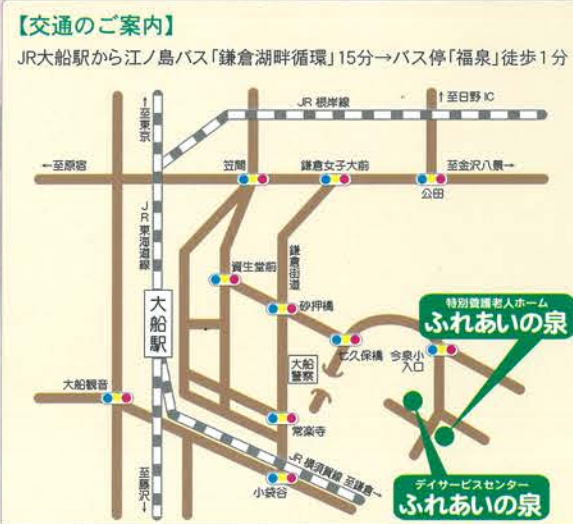 【交通のご案内】
JR大船駅から江ノ島バス「鎌倉湖畔循環」15分→バス停「福泉」徒歩1分
↑至東京
JR 根岸線
↑至日野IC
←至原宿
笠間
鎌倉女子大前
至金沢八景→
公田
JR東海道線
鎌倉街道
資生堂前
砂押橋
大船駅
特別養護老人ホーム
ふれあいの泉
大船警察
七久保橋
今泉小入口
大船観音
常楽寺
JR 横須賀線 至鎌倉→
至藤沢↓
小袋谷
デイサービスセンター
ふれあいの泉